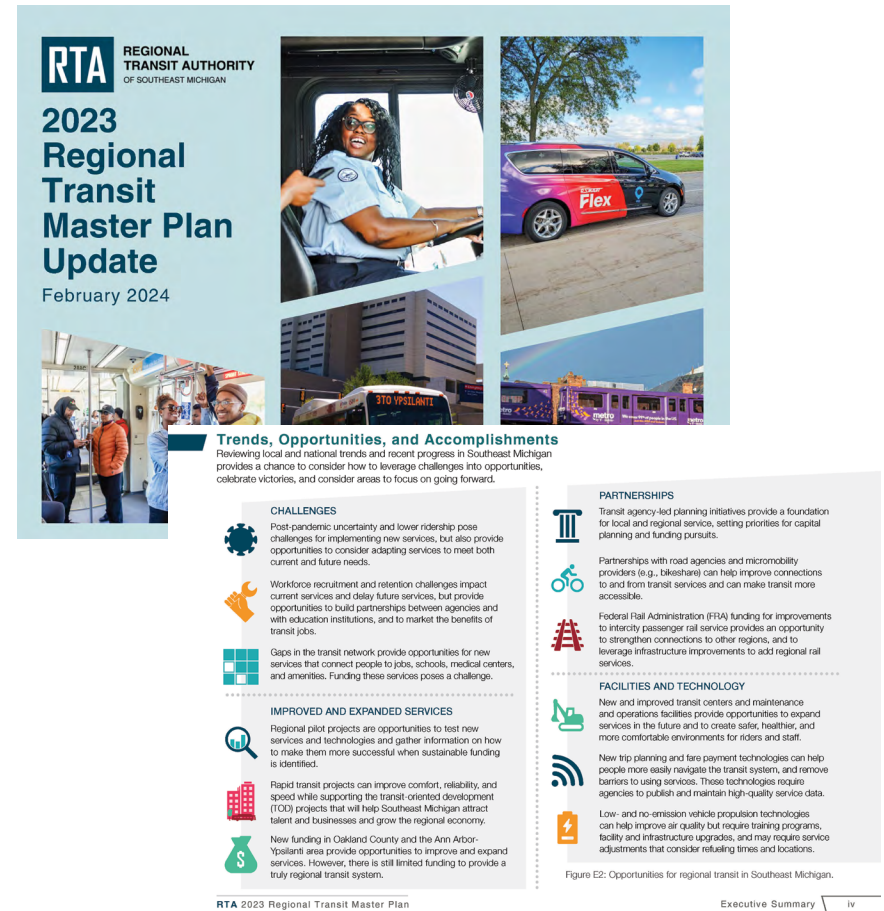 RTA
REGIONAL
TRANSIT AUTHORITY
OF SOUTHEAST MICHIGAN
2023
Regional
Transit
Master Plan
Update
February 2024
Flex
3TO YPSILANTI
metro
metro
Trends, Opportunities, and Accomplishments
Reviewing local and national trends and recent progress in Southeast Michigan
provides a chance to consider how to leverage challenges into opportunities,
celebrate victories, and consider areas to focus on going forward.
CHALLENGES
Post-pandemic uncertainty and lower ridership pose
challenges for implementing new services, but also provide
opportunities to consider adapting services to meet both
current and future needs.
Workforce recruitment and retention challenges impact
current services and delay future services, but provide
opportunities to build partnerships between agencies and
with education institutions, and to market the benefits of
transit jobs.
Gaps in the transit network provide opportunities for new
services that connect people to jobs, schools, medical centers,
and amenities. Funding these services poses a challenge.
IMPROVED AND EXPANDED SERVICES
Regional pilot projects are opportunities to test new
services and technologies and gather information on how
to make them more successful when sustainable funding
is identified.
Rapid transit projects can improve comfort, reliability, and
speed while supporting the transit-oriented development
(TOD) projects that will help Southeast Michigan attract
talent and businesses and grow the regional economy.
New funding in Oakland County and the Ann Arbor-
Ypsilanti area provide opportunities to improve and expand
services. However, there is still limited funding to provide a
truly regional transit system.
PARTNERSHIPS
Transit agency-led planning initiatives provide a foundation
for local and regional service, setting priorities for capital
planning and funding pursuits.
Partnerships with road agencies and micromobility
providers (e.g., bikeshare) can help improve connections
to and from transit services and can make transit more
accessible.
Federal Rail Administration (FRA) funding for improvements
to intercity passenger rail service provides an opportunity
to strengthen connections to other regions, and to
leverage infrastructure improvements to add regional rail
services.
FACILITIES AND TECHNOLOGY
New and improved transit centers and maintenance
and operations facilities provide opportunities to expand
services in the future and to create safer, healthier, and
more comfortable environments for riders and staff.
New trip planning and fare payment technologies can help
people more easily navigate the transit system, and remove
barriers to using services. These technologies require
agencies to publish and maintain high-quality service data.
Low- and no-emission vehicle propulsion technologies
can help improve air quality but require training programs,
facility and infrastructure upgrades, and may require service
adjustments that consider refueling times and locations.
Figure E2: Opportunities for regional transit in Southeast Michigan.
RTA 2023 Regional Transit Master Plan
Executive Summary iv